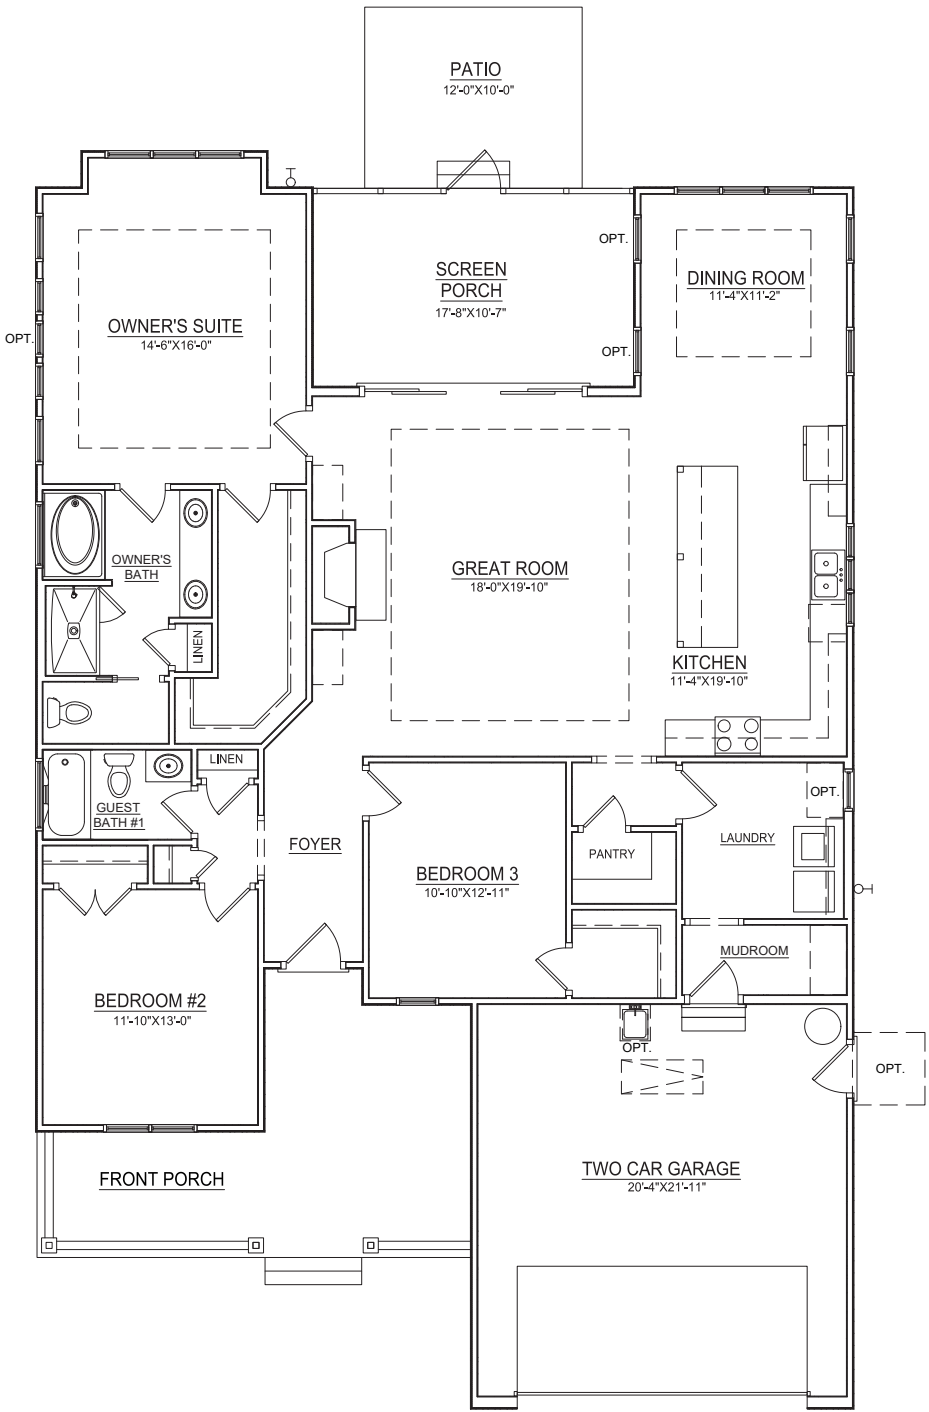 PATIO
12'-0"X10'-0"
OPT.
SCREEN
PORCH
17'-8"X10'-7"
DINING ROOM
11'-4"X11'-2"
OWNER'S SUITE
14'-6"X16'-0"
OPT.
OPT.
OWNER'S
BATH
GREAT ROOM
18'-0"X19'-10"
LINEN
KITCHEN
11'-4"X19'-10"
LINEN
OPT.
GUEST
BATH #1
FOYER
LAUNDRY
PANTRY
BEDROOM 3
10'-10"X12'-11"
MUDROOM
BEDROOM #2
11'-10"X13'-0"
OPT.
OPT.
TWO CAR GARAGE
20'-4"X21'-11"
FRONT PORCH